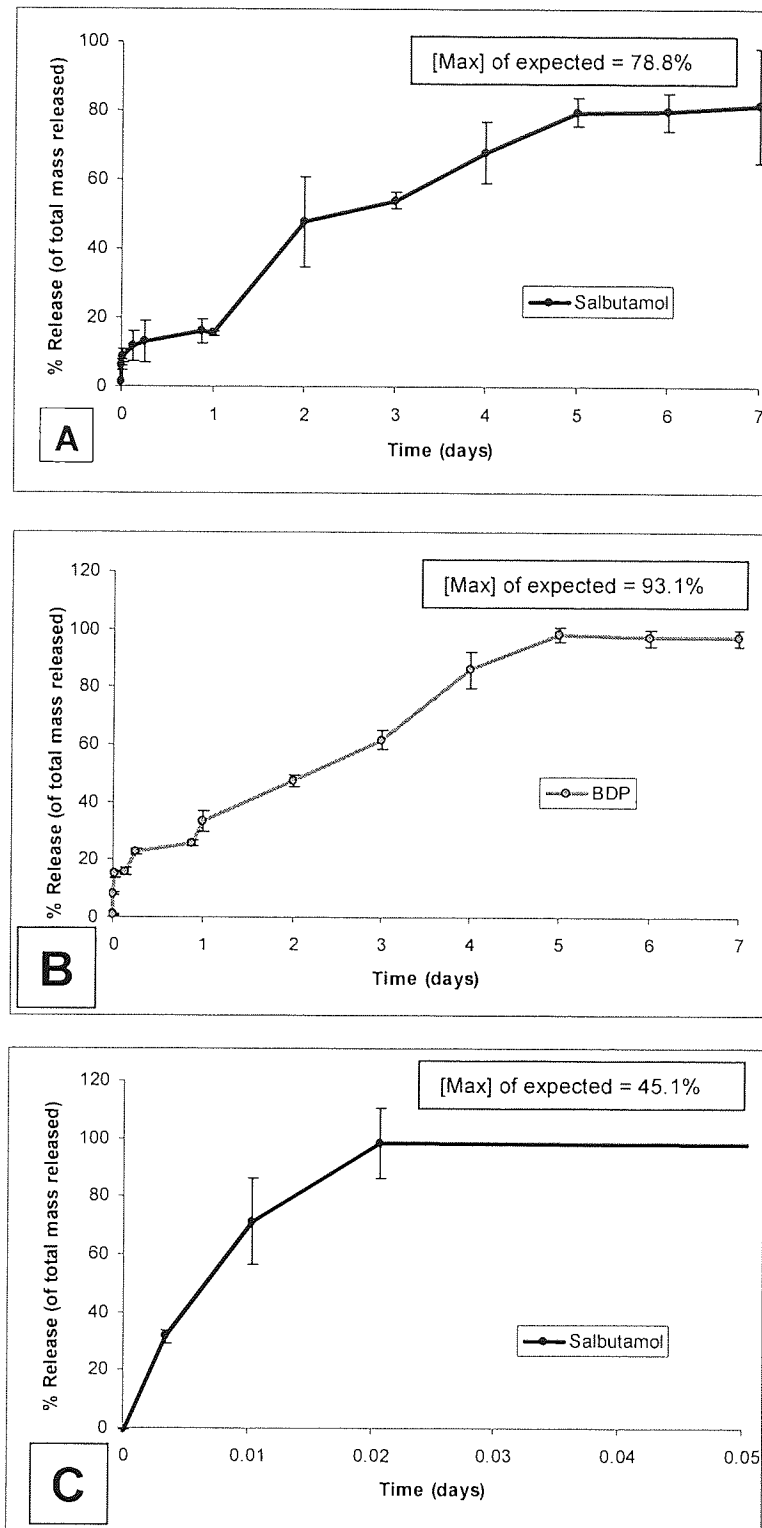 [Max] of expected = 78.8%
% Release (of total mass released)
100
80
60
40
20
0
Salbutamol
0 1 2 3 4 5 6 7
Time (days)
A
[Max] of expected = 93.1%
% Release (of total mass released)
120
100
80
60
40
20
0
BDP
0 1 2 3 4 5 6 7
Time (days)
B
[Max] of expected = 45.1%
% Release (of total mass released)
120
100
80
60
40
20
0
Salbutamol
0 0.01 0.02 0.03 0.04 0.05
Time (days)
C